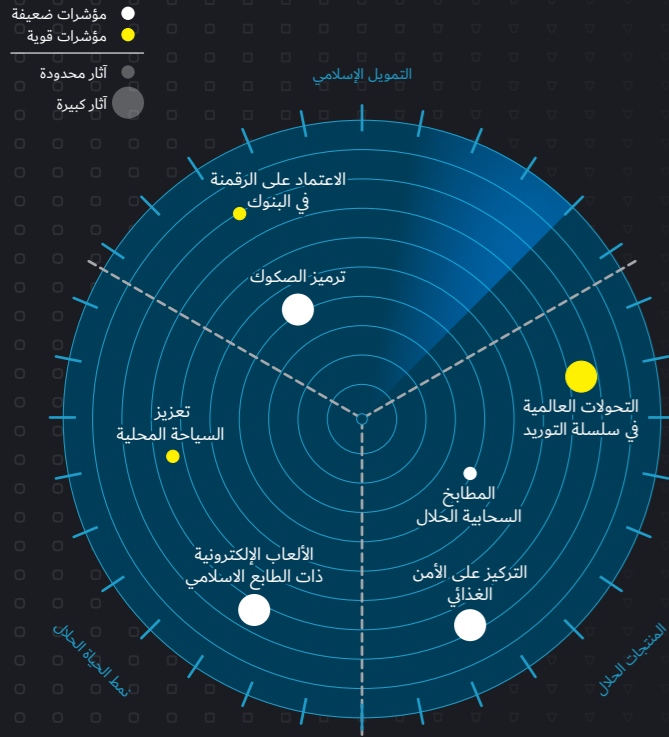 مؤشرات ضعيفة
مؤشرات قوية
آثار محدودة
آثار كبيرة
التمويل الإسلامي
الاعتماد على الرقمنة
في البنوك
ترميز الصكوك
التحولات العالمية
في سلسلة التوريد
تعزيز
السياحة المحلية
المطابخ
السحابية الحلال
الألعاب الإلكترونية
ذات الطابع الاسلامي
التركيز على الأمن
الغذائي
المنتجات الحلال
نمط الحياة الحلال